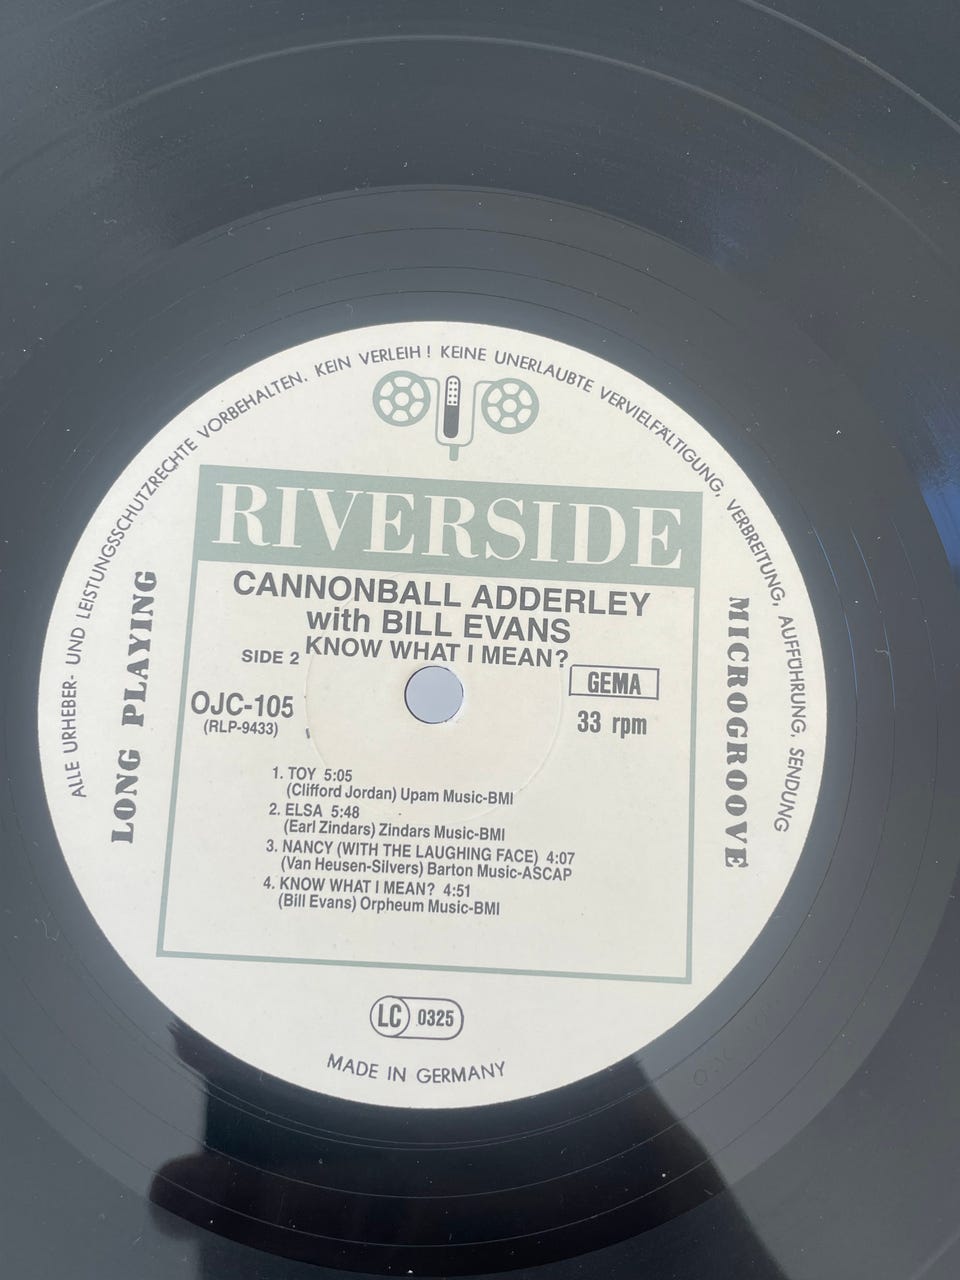 ALLE URHEBER- UND LEISTUNGSSCHUTZRECHTE VORBEHALTEN. KEIN VERLEIH! KEINE UNERLAUBTE VERVIELFÄLTIGUNG, VERBREITUNG, AUFFÜHRUNG, SENDUNG
RIVERSIDE
CANNONBALL ADDERLEY
with BILL EVANS
KNOW WHAT I MEAN?
SIDE 2
GEMA
OJC-105
(RLP-9433)
33 rpm
LONG PLAYING
MICROGROOVE
1. TOY 5:05
(Clifford Jordan) Upam Music-BMI
2. ELSA 5:48
(Earl Zindars) Zindars Music-BMI
3. NANCY (WITH THE LAUGHING FACE) 4:07
(Van Heusen-Silvers) Barton Music-ASCAP
4. KNOW WHAT I MEAN? 4:51
(Bill Evans) Orpheum Music-BMI
LC 0325
MADE IN GERMANY